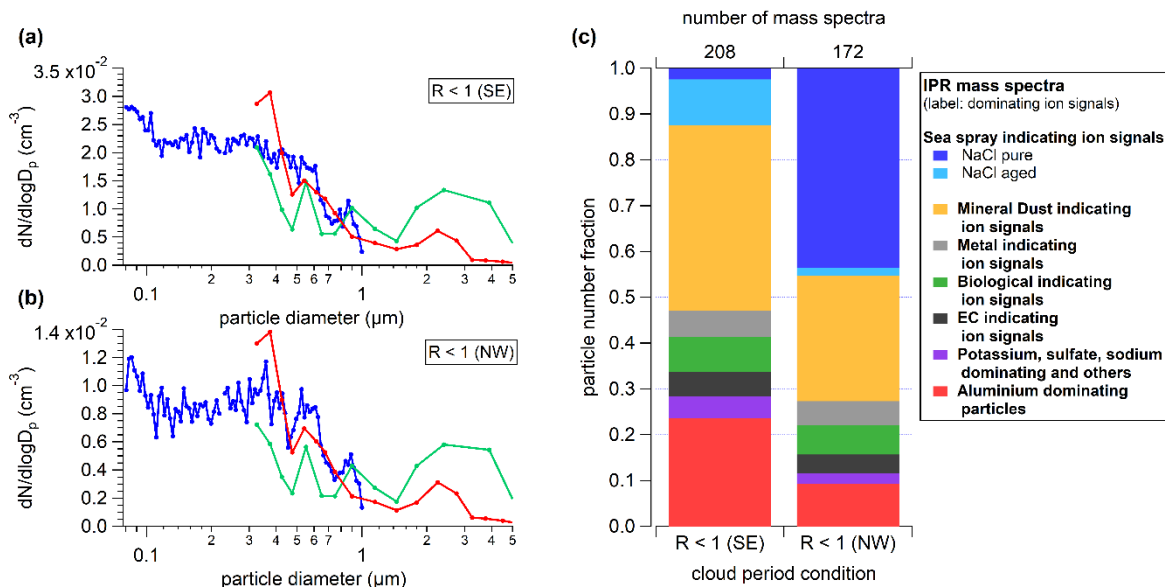 (a)
3.5 x10⁻²
3.0
2.5
2.0
1.5
1.0
0.5
0.0
dN/dlogDₚ (cm⁻³)
R < 1 (SE)
0.1 2 3 4 5 6 7 1 2 3 4 5
particle diameter (µm)
(b)
1.4 x10⁻²
1.2
1.0
0.8
0.6
0.4
0.2
0.0
dN/dlogDₚ (cm⁻³)
R < 1 (NW)
0.1 2 3 4 5 6 7 1 2 3 4 5
particle diameter (µm)
(c)
number of mass spectra
208 172
1.0
0.9
0.8
0.7
0.6
0.5
0.4
0.3
0.2
0.1
0.0
particle number fraction
R < 1 (SE) R < 1 (NW)
cloud period condition
IPR mass spectra
(label: dominating ion signals)
Sea spray indicating ion signals
NaCl pure
NaCl aged
Mineral Dust indicating
ion signals
Metal indicating
ion signals
Biological indicating
ion signals
EC indicating
ion signals
Potassium, sulfate, sodium
dominating and others
Aluminium dominating
particles